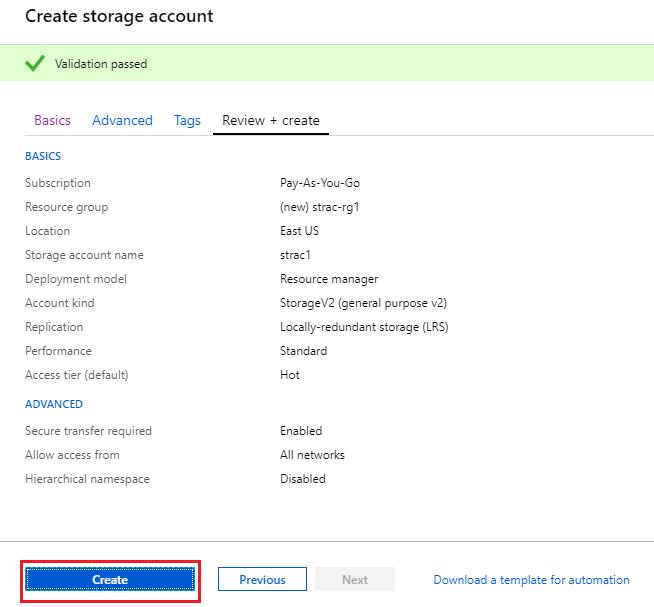 Create storage account
Validation passed
Basics Advanced Tags Review + create
BASICS
Subscription Pay-As-You-Go
Resource group (new) strac-rg1
Location East US
Storage account name strac1
Deployment model Resource manager
Account kind StorageV2 (general purpose v2)
Replication Locally-redundant storage (LRS)
Performance Standard
Access tier (default) Hot
ADVANCED
Secure transfer required Enabled
Allow access from All networks
Hierarchical namespace Disabled
Create Previous Next Download a template for automation